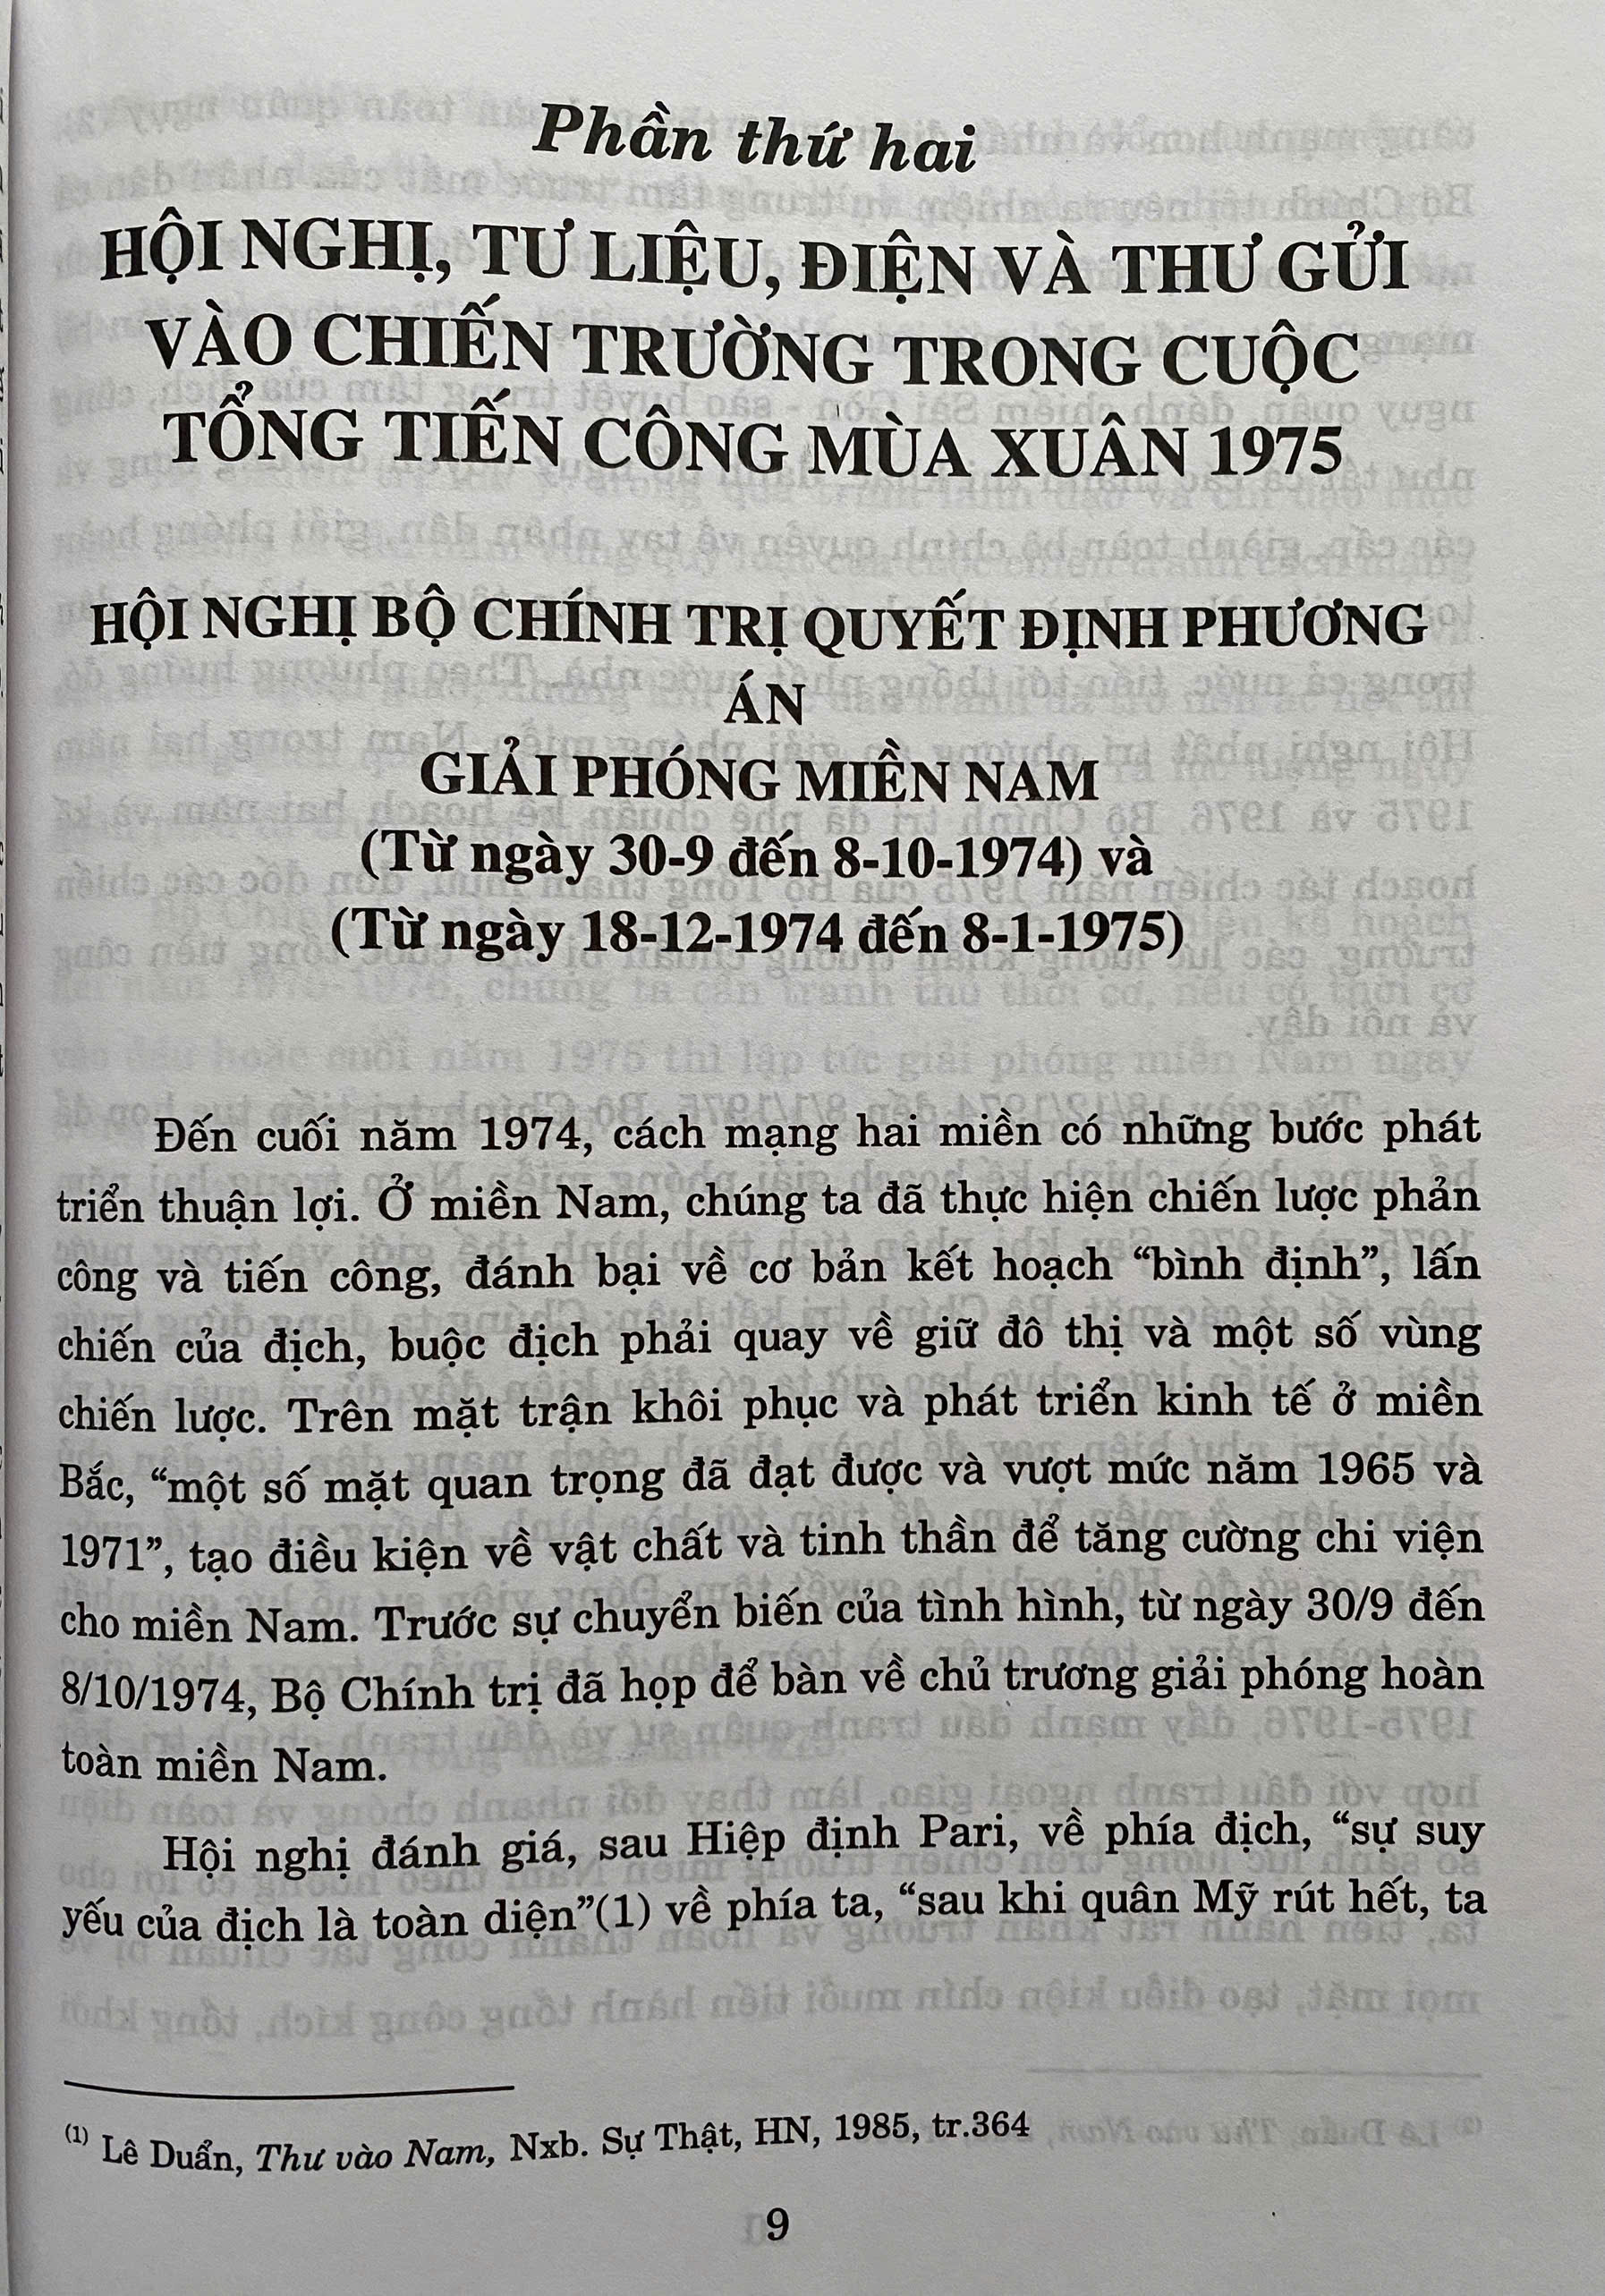 Phần thứ hai
HỘI NGHỊ, TƯ LIỆU, ĐIỆN VÀ THƯ GỬI
VÀO CHIẾN TRƯỜNG TRONG CUỘC
TỔNG TIẾN CÔNG MÙA XUÂN 1975
HỘI NGHỊ BỘ CHÍNH TRỊ QUYẾT ĐỊNH PHƯƠNG
ÁN
GIẢI PHÓNG MIỀN NAM
(Từ ngày 30-9 đến 8-10-1974) và
(Từ ngày 18-12-1974 đến 8-1-1975)
Đến cuối năm 1974, cách mạng hai miền có những bước phát
triển thuận lợi. Ở miền Nam, chúng ta đã thực hiện chiến lược phản
công và tiến công, đánh bại về cơ bản kết hoạch “bình định”, lấn
chiến của địch, buộc địch phải quay về giữ đô thị và một số vùng
chiến lược. Trên mặt trận khôi phục và phát triển kinh tế ở miền
Bắc, “một số mặt quan trọng đã đạt được và vượt mức năm 1965 và
1971”, tạo điều kiện về vật chất và tinh thần để tăng cường chi viện
cho miền Nam. Trước sự chuyển biến của tình hình, từ ngày 30/9 đến
8/10/1974, Bộ Chính trị đã họp để bàn về chủ trương giải phóng hoàn
toàn miền Nam.
Hội nghị đánh giá, sau Hiệp định Pari, về phía địch, “sự suy
yếu của địch là toàn diện”(1) về phía ta, “sau khi quân Mỹ rút hết, ta
(1) Lê Duẩn, Thư vào Nam, Nxb. Sự Thật, HN, 1985, tr.364
9